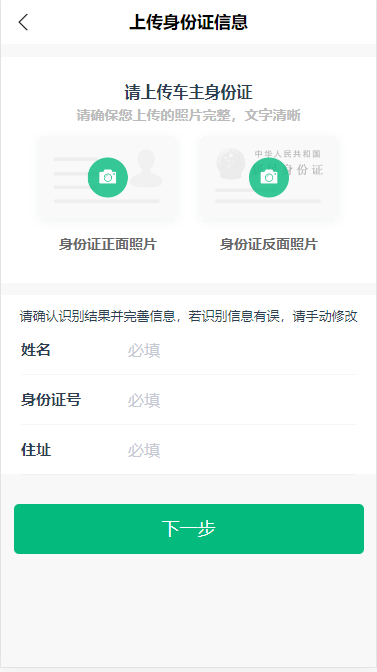 上传身份证信息
请上传车主身份证
请确保您上传的照片完整，文字清晰
中华人民共和国
身份证
身份证正面照片
身份证反面照片
请确认识别结果并完善信息，若识别信息有误，请手动修改
姓名 必填
身份证号 必填
住址 必填
下一步